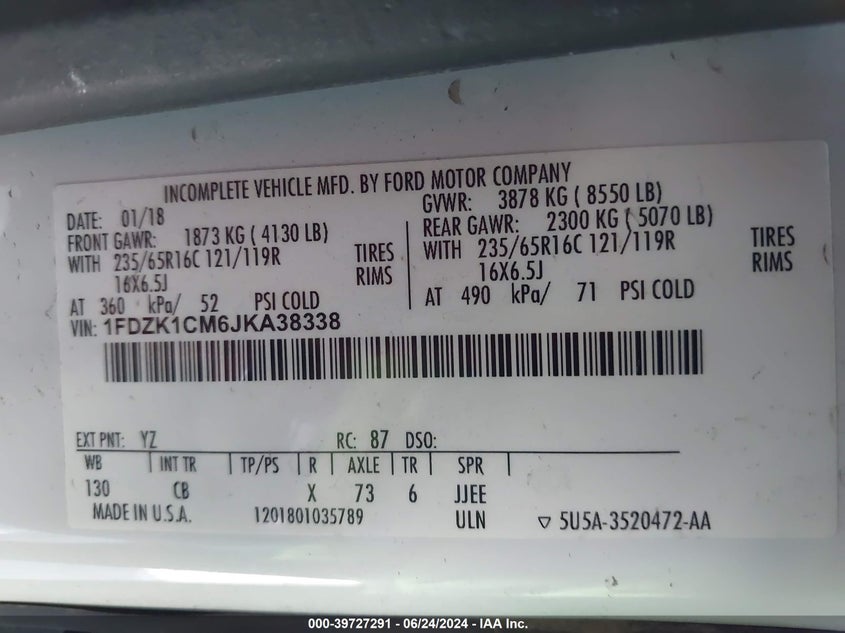 INCOMPLETE VEHICLE MFD. BY FORD MOTOR COMPANY
DATE: 01/18 GVWR: 3878 KG ( 8550 LB)
FRONT GAWR: 1873 KG ( 4130 LB) REAR GAWR: 2300 KG ( 5070 LB)
WITH 235/65R16C 121/119R TIRES WITH 235/65R16C 121/119R TIRES
16X6.5J RIMS 16X6.5J RIMS
AT 360 kPa/ 52 PSI COLD AT 490 kPa/ 71 PSI COLD
VIN: 1FDZK1CM6JKA38338
EXT PNT: YZ RC: 87 DSO:
WB INT TR TP/PS R AXLE TR SPR
130 CB X 73 6 JJEE
MADE IN U.S.A. 1201801035789 ULN ▽ 5U5A-3520472-AA
000-39727291 - 06/24/2024 - IAA Inc.